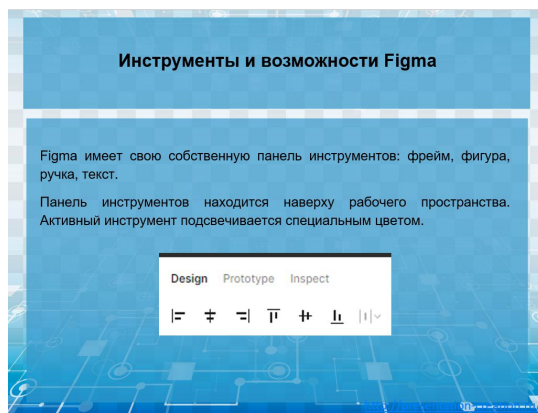 Инструменты и возможности Figma
Figma имеет свою собственную панель инструментов: фрейм, фигура,
ручка, текст.
Панель инструментов находится наверху рабочего пространства.
Активный инструмент подсвечивается специальным цветом.
Design Prototype Inspect